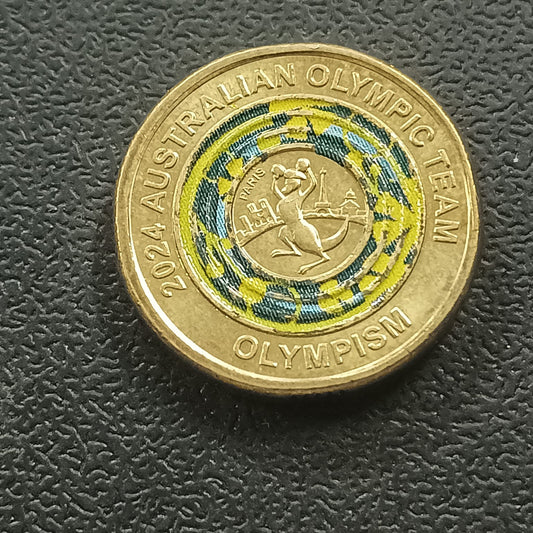 2024 AUSTRALIAN OLYMPIC TEAM
PARIS
OLYMPISM